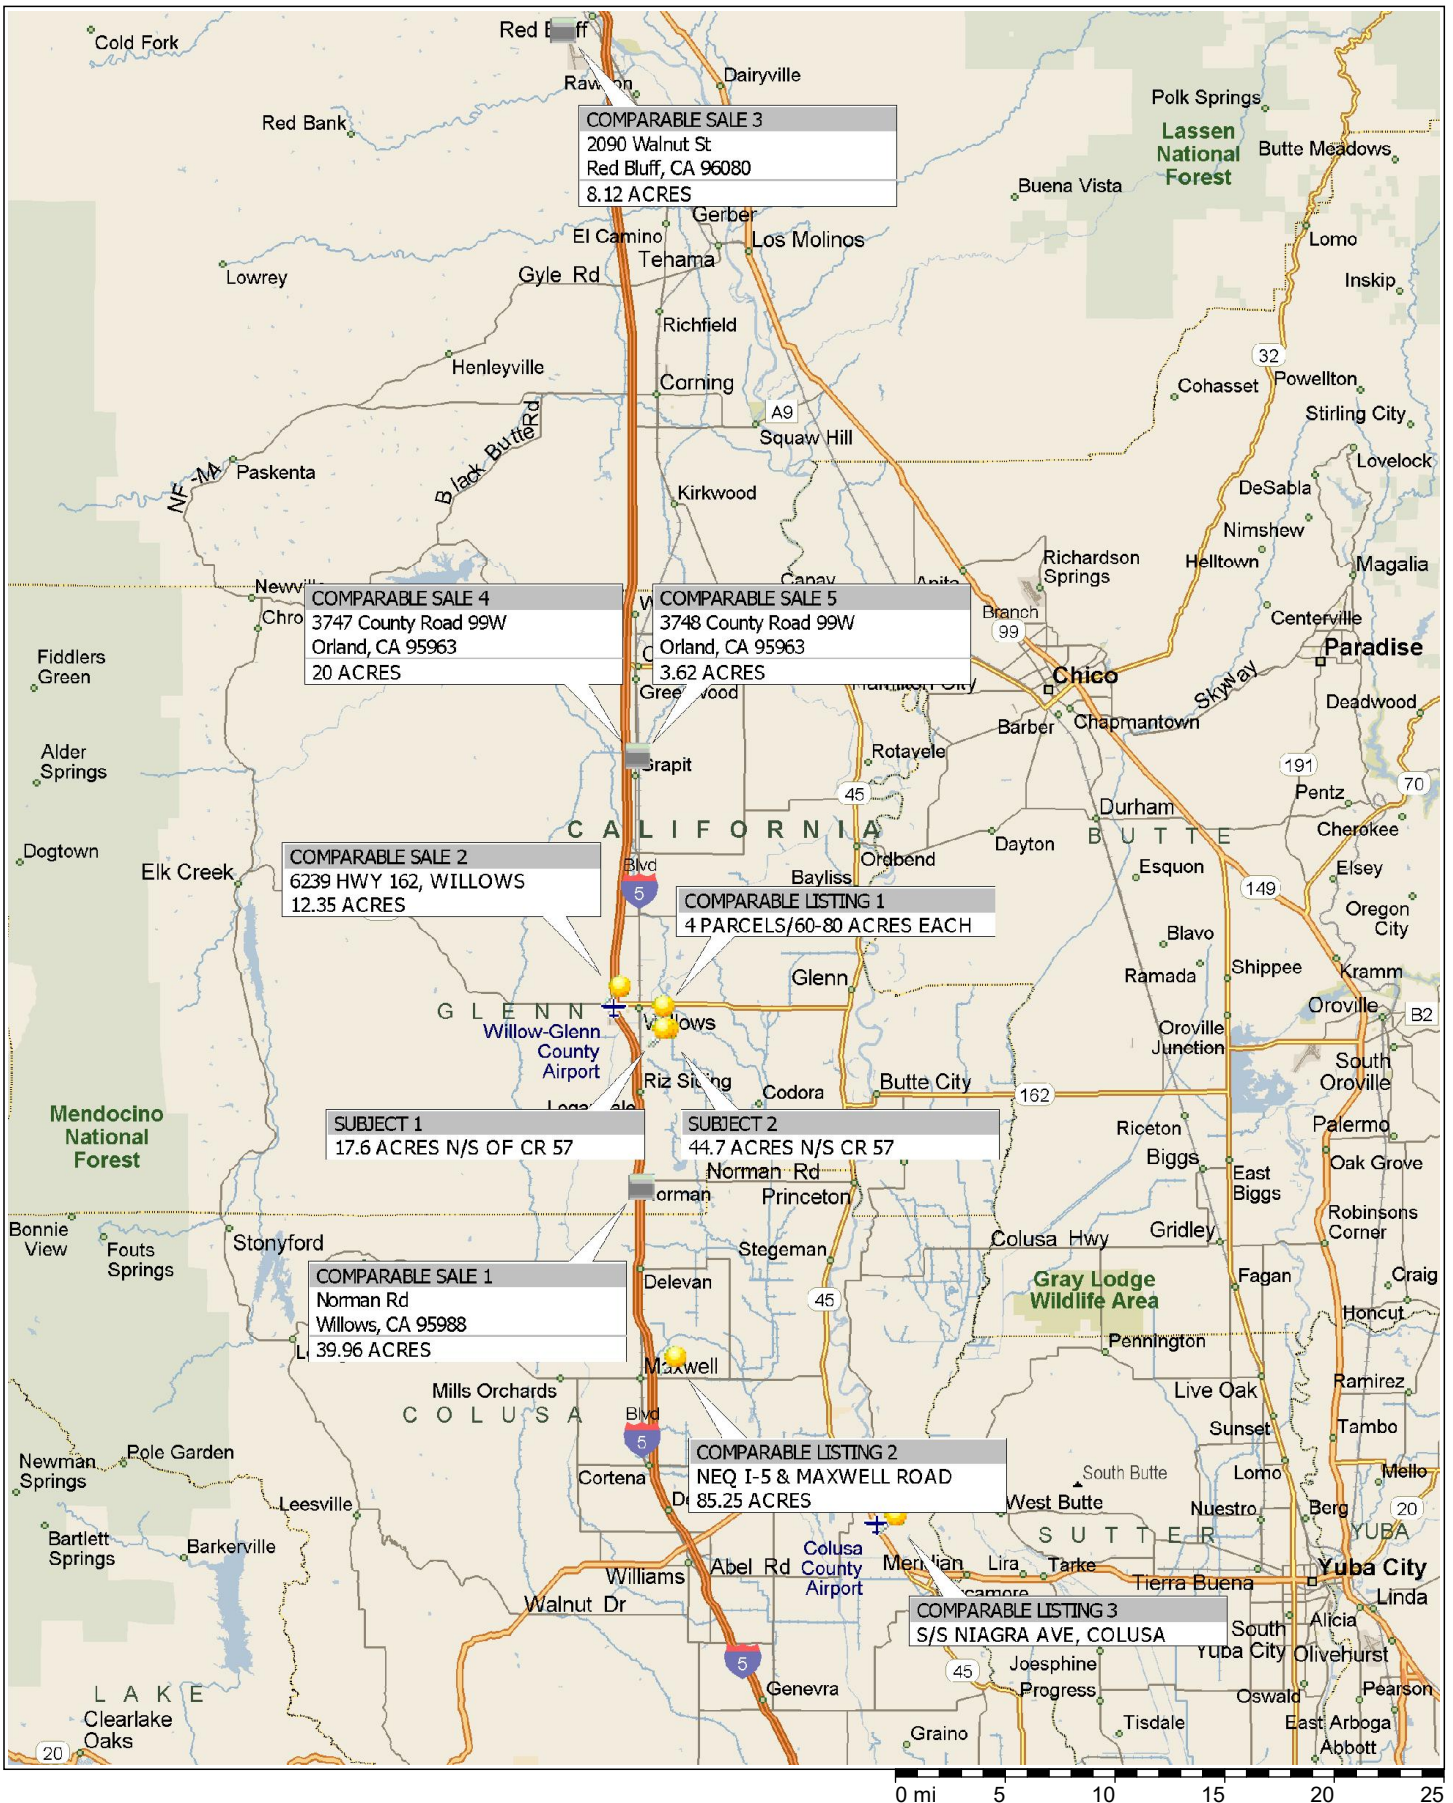 Cold Fork
Red Bluff
Dairyville
Polk Springs
Red Bank
COMPARABLE SALE 3
2090 Walnut St
Red Bluff, CA 96080
8.12 ACRES
Lassen
National
Forest
Butte Meadows
Buena Vista
Gerber
El Camino
Los Molinos
Tehama
Lomo
Lowrey
Gyle Rd
Inskip
Richfield
Henleyville
32
Corning
Cohasset
Powellton
A9
Stirling City
Squaw Hill
Black Butte Rd
NF-M4
Paskenta
Lovelock
Kirkwood
DeSabla
Nimshew
Richardson
Springs
Helltown
Magalia
COMPARABLE SALE 4
3747 County Road 99W
Orland, CA 95963
20 ACRES
COMPARABLE SALE 5
3748 County Road 99W
Orland, CA 95963
3.62 ACRES
Branch
99
Centerville
Paradise
Fiddlers
Green
Chico
Skyway
Greenwood
Hamilton City
Deadwood
Barber
Chapmantown
Alder
Springs
Rotavele
Grapit
191
70
45
Pentz
Durham
CALIFORNIA
BUTTE
Cherokee
Dogtown
Dayton
Ordbend
Elk Creek
COMPARABLE SALE 2
6239 HWY 162, WILLOWS
12.35 ACRES
Blvd
5
Bayliss
Esquon
Elsey
149
COMPARABLE LISTING 1
4 PARCELS/60-80 ACRES EACH
Oregon
City
Blavo
Glenn
Ramada
Shippee
Kramm
GLENN
Willows
Oroville
B2
Willow-Glenn
County
Airport
Oroville
Junction
South
Oroville
Riz Siding
Codora
Butte City
162
Mendocino
National
Forest
SUBJECT 1
17.6 ACRES N/S OF CR 57
SUBJECT 2
44.7 ACRES N/S CR 57
Riceton
Palermo
Biggs
Oak Grove
Norman Rd
East
Biggs
Norman
Princeton
Bonnie
View
Fouts
Springs
Stonyford
Stegeman
Colusa Hwy
Gridley
Robinsons
Corner
COMPARABLE SALE 1
Norman Rd
Willows, CA 95988
39.96 ACRES
Delevan
45
Gray Lodge
Wildlife Area
Fagan
Craig
Honcut
Pennington
Maxwell
Mills Orchards
Live Oak
Ramirez
COLUSA
Blvd
5
Sunset
Tambo
Newman
Springs
Pole Garden
COMPARABLE LISTING 2
NEQ I-5 & MAXWELL ROAD
85.25 ACRES
Cortena
South Butte
Lomo
Mello
Leesville
West Butte
Nuestro
Berg
20
Bartlett
Springs
Barkerville
SUTTER
YUBA
Colusa
County
Airport
Williams
Abel Rd
Meridian
Lira
Tarke
Tierra Buena
Yuba City
Walnut Dr
Linda
COMPARABLE LISTING 3
S/S NIAGRA AVE, COLUSA
South
Yuba City
Alicia
Olivehurst
5
45
Joesphine
Progress
LAKE
Genevra
Oswald
Pearson
Clearlake
Oaks
Graino
Tisdale
East Arboga
20
Abbott
0 mi 5 10 15 20 25